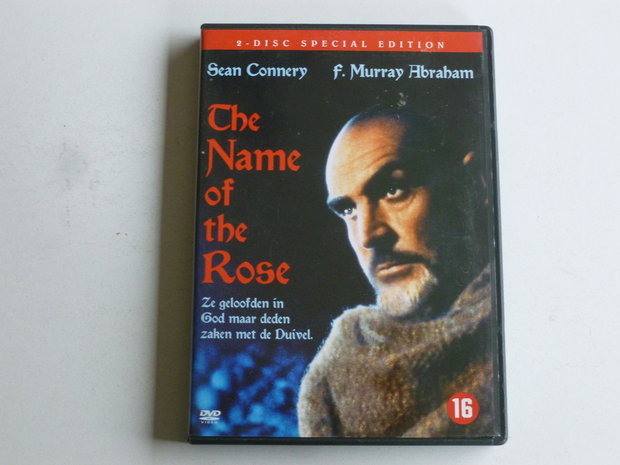 2-DISC SPECIAL EDITION
Sean Connery F. Murray Abraham
The
Name
of
the
Rose
Ze geloofden in
God maar deden
zaken met de Duivel.
DVD
VIDEO
16